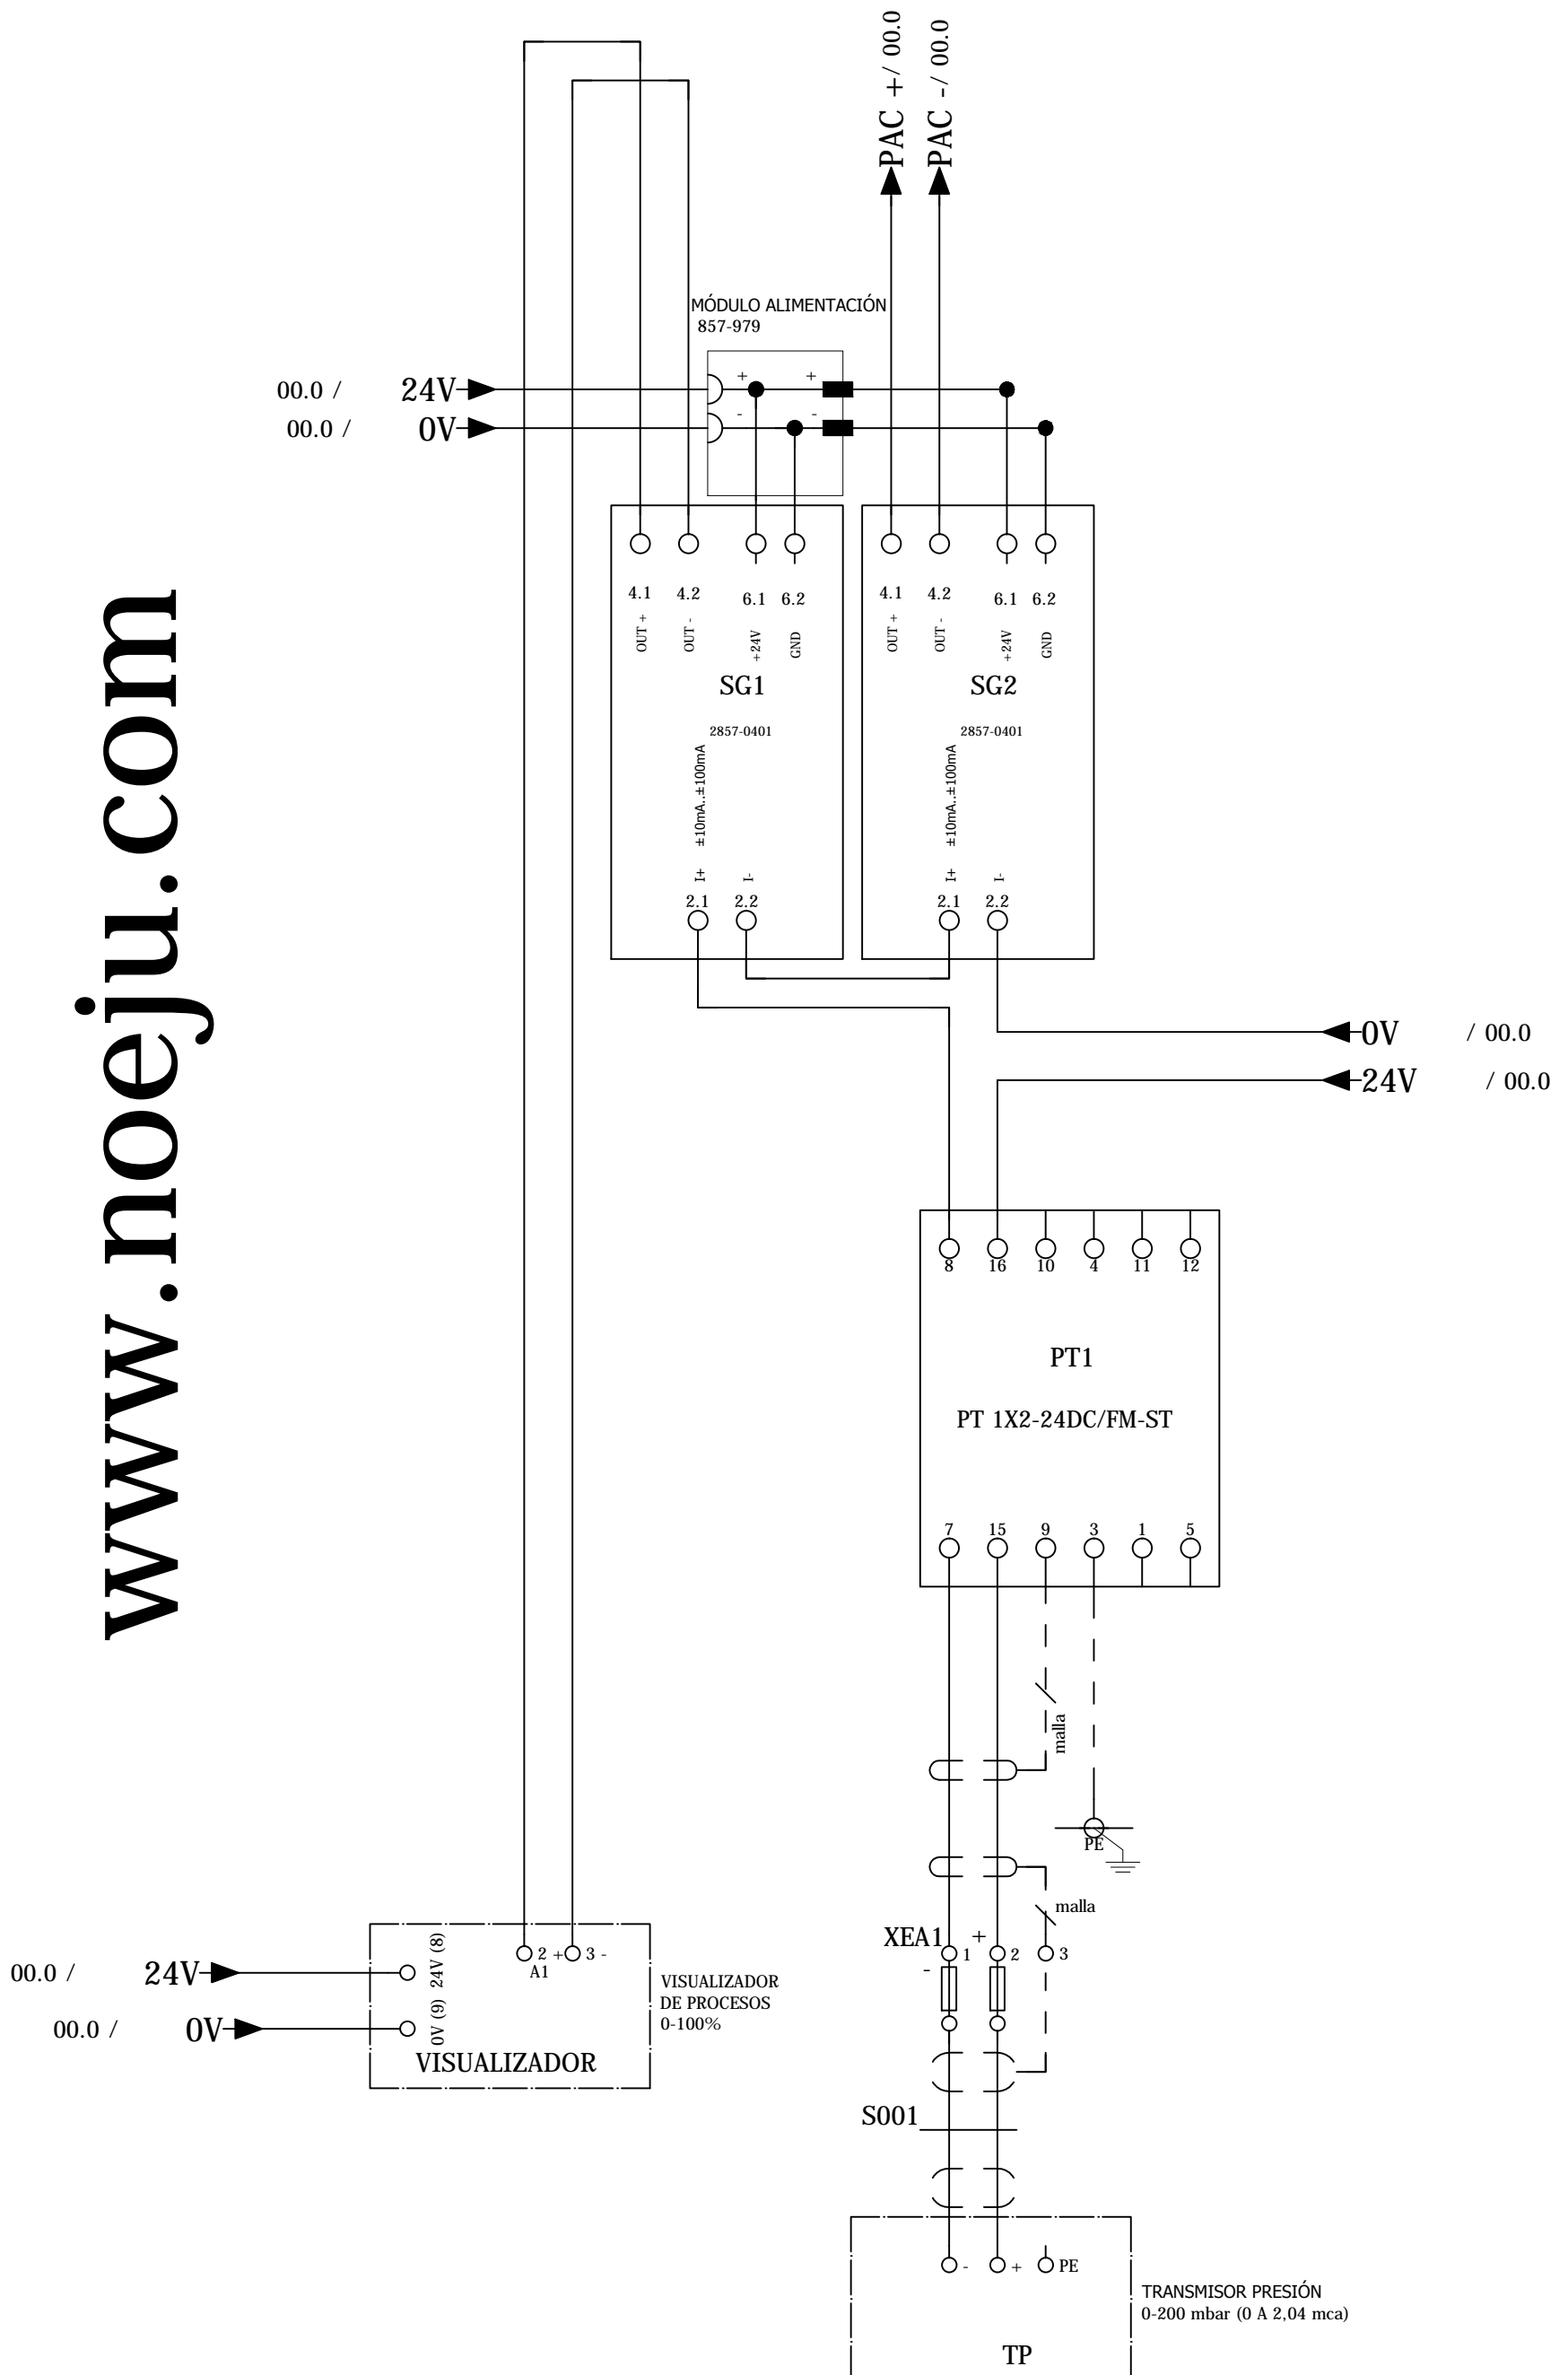 PAC +/ 00.0
PAC -/ 00.0
MÓDULO ALIMENTACIÓN
857-979
00.0 / 24V
+ +
00.0 / 0V
- -
4.1 4.2 6.1 6.2
OUT + OUT - +24V GND
SG1
2857-0401
±10mA..±100mA
I+ I-
2.1 2.2
4.1 4.2 6.1 6.2
OUT + OUT - +24V GND
SG2
2857-0401
±10mA..±100mA
I+ I-
2.1 2.2
www.noeju.com
0V / 00.0
24V / 00.0
8 16 10 4 11 12
PT1
PT 1X2-24DC/FM-ST
7 15 9 3 1 5
malla
PE
malla
XEA1 - 1 + 2 3
00.0 / 24V
00.0 / 0V
24V (8)
0V (9)
2 + 3 -
A1
VISUALIZADOR
VISUALIZADOR
DE PROCESOS
0-100%
S001
- + PE
TRANSMISOR PRESIÓN
0-200 mbar (0 A 2,04 mca)
TP